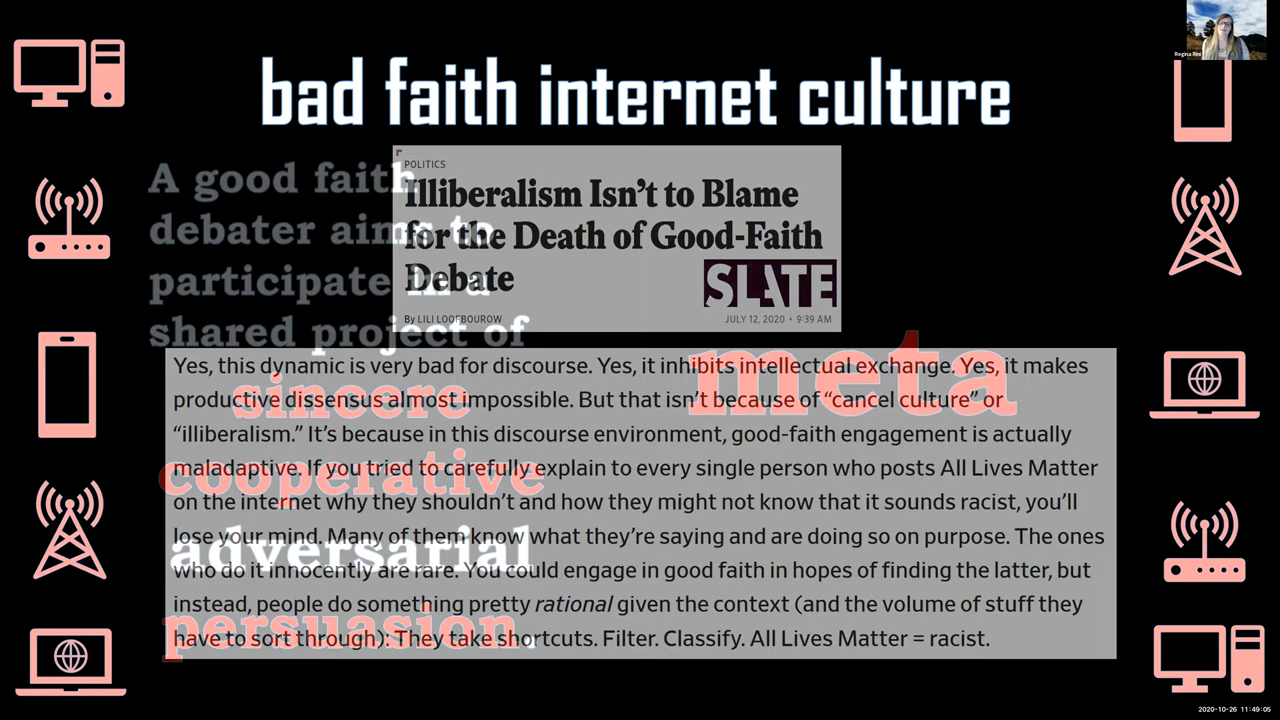 Regina Rini
bad faith internet culture
POLITICS
Illiberalism Isn’t to Blame
for the Death of Good-Faith
Debate
SLATE
By LILI LOOFBOUROW
JULY 12, 2020 • 9:39 AM
A good faith
debater aims to
participate in a
shared project of
sincere
cooperative
adversarial
persuasion.
meta
Yes, this dynamic is very bad for discourse. Yes, it inhibits intellectual exchange. Yes, it makes
productive dissensus almost impossible. But that isn’t because of “cancel culture” or
“illiberalism.” It’s because in this discourse environment, good-faith engagement is actually
maladaptive. If you tried to carefully explain to every single person who posts All Lives Matter
on the internet why they shouldn’t and how they might not know that it sounds racist, you’ll
lose your mind. Many of them know what they’re saying and are doing so on purpose. The ones
who do it innocently are rare. You could engage in good faith in hopes of finding the latter, but
instead, people do something pretty rational given the context (and the volume of stuff they
have to sort through): They take shortcuts. Filter. Classify. All Lives Matter = racist.
2020-10-26 11:49:05